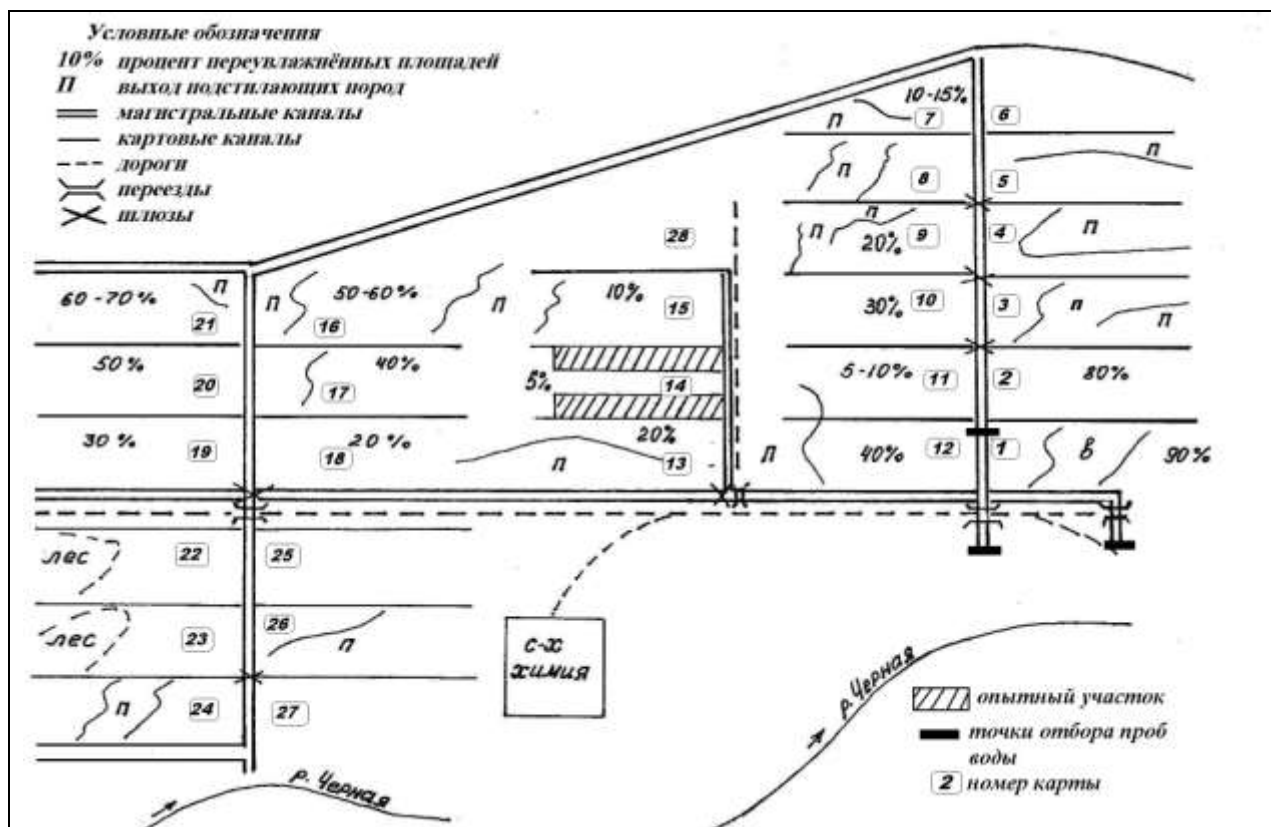 Условные обозначения
10% процент переувлажнённых площадей
П выход подстилающих пород
магистральные каналы
картовые каналы
дороги
переезды
шлюзы
10-15%
7
6
П
П
П
8
5
П
П
П
28
20%
9
4
60-70%
П
21
П
50-60%
16
П
10%
15
30%
10
3
п
П
50%
20
40%
17
5%
14
5-10%
11
2
80%
30%
19
20%
18
20%
П
13
П
40%
12
1
в
90%
лес
22
25
лес
23
26
П
с-х
химия
П
24
27
р. Черная
р. Черная
опытный участок
точки отбора проб
воды
2 номер карты